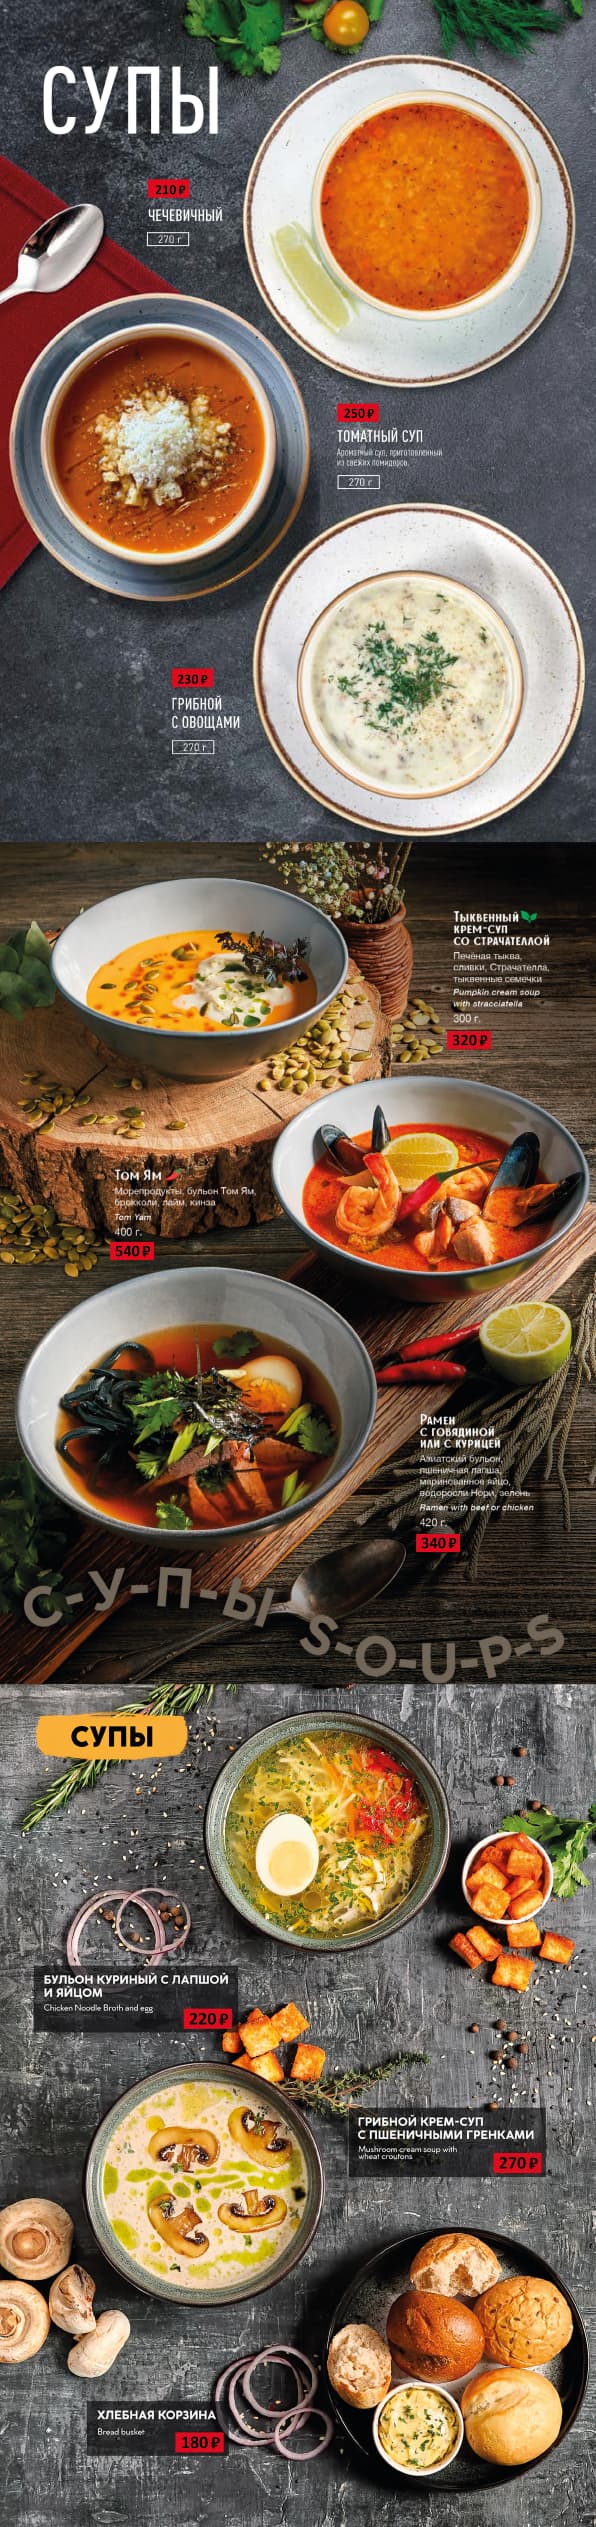 СУПЫ
210 ₽
ЧЕЧЕВИЧНЫЙ
270 г
250 ₽
ТОМАТНЫЙ СУП
Ароматный суп, приготовленный
из свежих помидоров.
270 г
230 ₽
ГРИБНОЙ
С ОВОЩАМИ
270 г
Тыквенный
крем-суп
со страчателлой
Печёная тыква,
сливки, Страчателла,
тыквенные семечки
Pumpkin cream soup
with stracciatella
300 г.
320 ₽
Том Ям
Морепродукты, бульон Том Ям,
брокколи, лайм, кинза
Tom Yam
400 г.
540 ₽
Рамен
с говядиной
или с курицей
Азиатский бульон,
пшеничная лапша,
маринованное яйцо,
водоросли Нори, зелень
Ramen with beef or chicken
420 г.
340 ₽
С-У-П-Ы
S-O-U-P-S
СУПЫ
БУЛЬОН КУРИНЫЙ С ЛАПШОЙ
И ЯЙЦОМ
Chicken Noodle Broth and egg
220 ₽
ГРИБНОЙ КРЕМ-СУП
С ПШЕНИЧНЫМИ ГРЕНКАМИ
Mushroom cream soup with
wheat croutons
270 ₽
ХЛЕБНАЯ КОРЗИНА
Bread busket
180 ₽